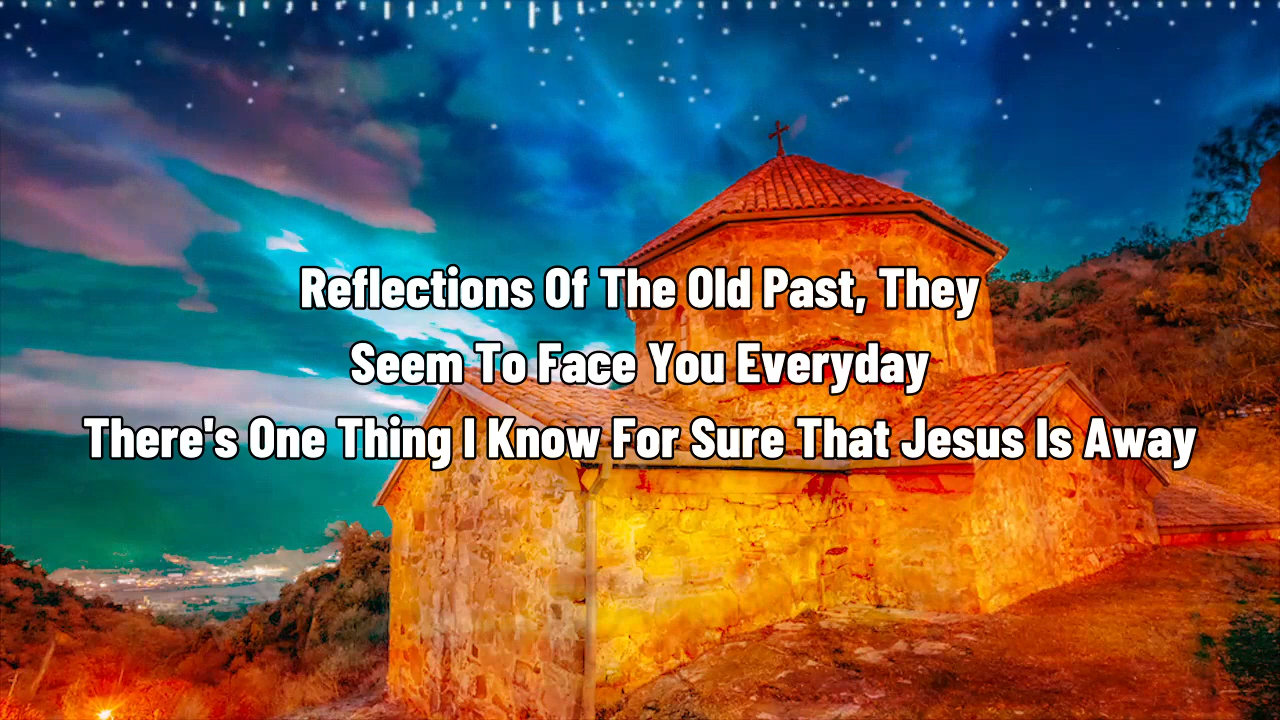 Reflections Of The Old Past, They
Seem To Face You Everyday
There's One Thing I Know For Sure That Jesus Is Away